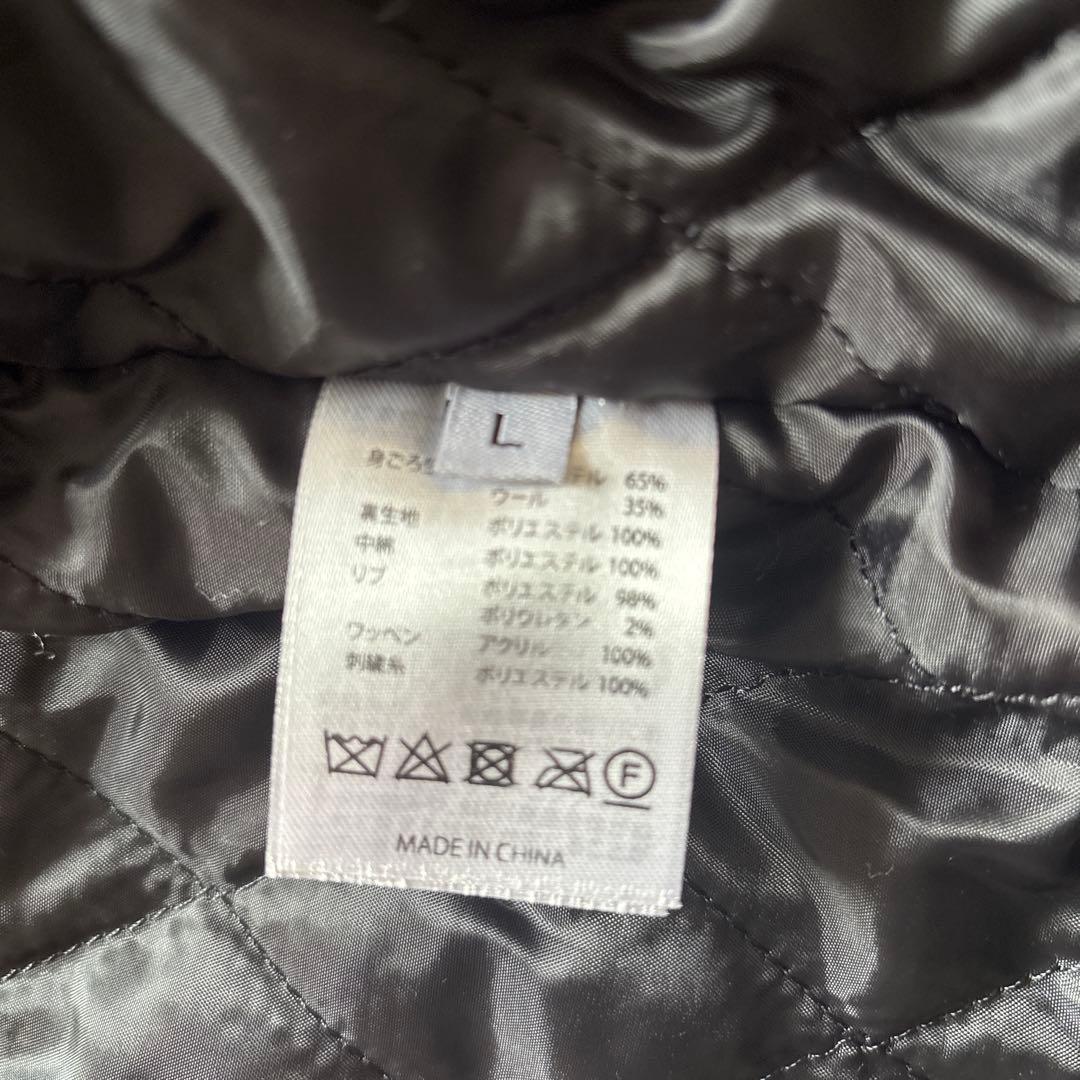 L
身ごろ テル 65%
ウール 35%
裏生地 ポリエステル 100%
中綿 ポリエステル 100%
リブ ポリエステル 98%
ポリウレタン 2%
ワッペン アクリル 100%
刺繍糸 ポリエステル 100%
F
MADE IN CHINA